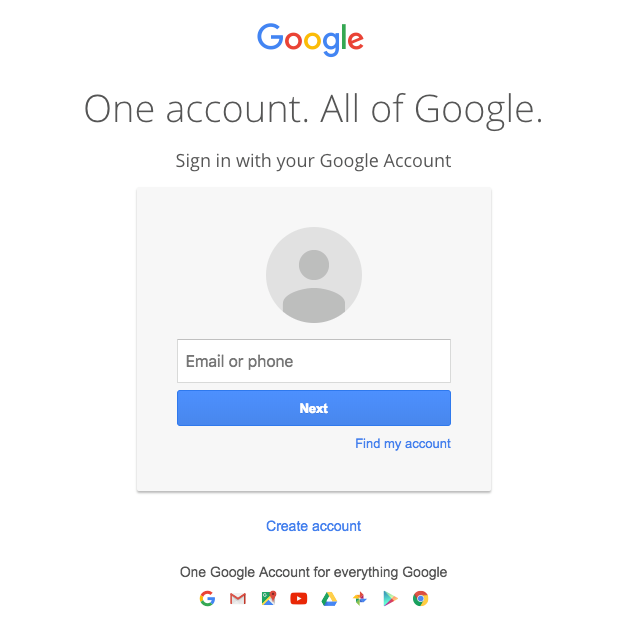 Google
One account. All of Google.
Sign in with your Google Account
Email or phone
Next
Find my account
Create account
One Google Account for everything Google